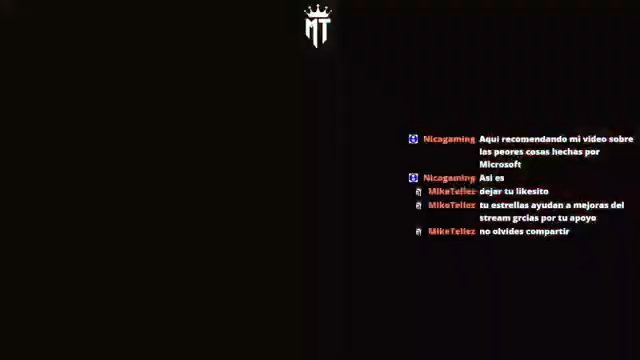 MT
Nicagaming Aqui recomendando mi video sobre
las peores cosas hechas por
Microsoft
Nicagaming Asi es
MikeTellez dejar tu likesito
MikeTellez tu estrellas ayudan a mejoras del
stream grcias por tu apoyo
MikeTellez no olvides compartir